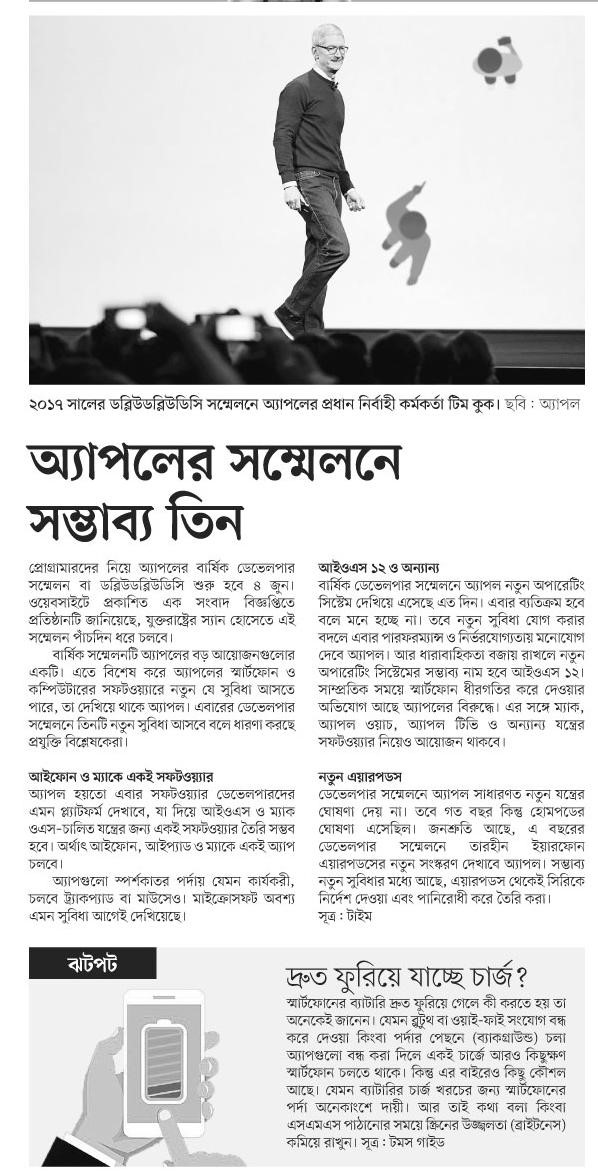 ২০১৭ সালের ডব্লিউডব্লিউডিসি সম্মেলনে অ্যাপলের প্রধান নির্বাহী কর্মকর্তা টিম কুক। ছবি : অ্যাপল
অ্যাপলের সম্মেলনে
সম্ভাব্য তিন
প্রোগ্রামারদের নিয়ে অ্যাপলের বার্ষিক ডেভেলপার
সম্মেলন বা ডব্লিউডব্লিউডিসি শুরু হবে ৪ জুন।
ওয়েবসাইটে প্রকাশিত এক সংবাদ বিজ্ঞপ্তিতে
প্রতিষ্ঠানটি জানিয়েছে, যুক্তরাষ্ট্রের স্যান হোসেতে এই
সম্মেলন পাঁচদিন ধরে চলবে।
বার্ষিক সম্মেলনটি অ্যাপলের বড় আয়োজনগুলোর
একটি। এতে বিশেষ করে অ্যাপলের স্মার্টফোন ও
কম্পিউটারের সফটওয়্যারে নতুন যে সুবিধা আসতে
পারে, তা দেখিয়ে থাকে অ্যাপল। এবারের ডেভেলপার
সম্মেলনে তিনটি নতুন সুবিধা আসবে বলে ধারণা করছে
প্রযুক্তি বিশ্লেষকেরা।
আইফোন ও ম্যাকে একই সফটওয়্যার
অ্যাপল হয়তো এবার সফটওয়্যার ডেভেলপারদের
এমন প্ল্যাটফর্ম দেখাবে, যা দিয়ে আইওএস ও ম্যাক
ওএস-চালিত যন্ত্রের জন্য একই সফটওয়্যার তৈরি সম্ভব
হবে। অর্থাৎ আইফোন, আইপ্যাড ও ম্যাকে একই অ্যাপ
চলবে।
অ্যাপগুলো স্পর্শকাতর পর্দায় যেমন কার্যকরী,
চলবে ট্র্যাকপ্যাড বা মাউসেও। মাইক্রোসফট অবশ্য
এমন সুবিধা আগেই দেখিয়েছে।
আইওএস ১২ ও অন্যান্য
বার্ষিক ডেভেলপার সম্মেলনে অ্যাপল নতুন অপারেটিং
সিস্টেম দেখিয়ে এসেছে এত দিন। এবার ব্যতিক্রম হবে
বলে মনে হচ্ছে না। তবে নতুন সুবিধা যোগ করার
বদলে এবার পারফরম্যান্স ও নির্ভরযোগ্যতায় মনোযোগ
দেবে অ্যাপল। আর ধারাবাহিকতা বজায় রাখলে নতুন
অপারেটিং সিস্টেমের সম্ভাব্য নাম হবে আইওএস ১২।
সাম্প্রতিক সময়ে স্মার্টফোন ধীরগতির করে দেওয়ার
অভিযোগ আছে অ্যাপলের বিরুদ্ধে। এর সঙ্গে ম্যাক,
অ্যাপল ওয়াচ, অ্যাপল টিভি ও অন্যান্য যন্ত্রের
সফটওয়্যার নিয়েও আয়োজন থাকবে।
নতুন এয়ারপডস
ডেভেলপার সম্মেলনে অ্যাপল সাধারণত নতুন যন্ত্রের
ঘোষণা দেয় না। তবে গত বছর কিন্তু হোমপডের
ঘোষণা এসেছিল। জনশ্রুতি আছে, এ বছরের
ডেভেলপার সম্মেলনে তারহীন ইয়ারফোন
এয়ারপডসের নতুন সংস্করণ দেখাবে অ্যাপল। সম্ভাব্য
নতুন সুবিধার মধ্যে আছে, এয়ারপডস থেকেই সিরিকে
নির্দেশ দেওয়া এবং পানিরোধী করে তৈরি করা।
সূত্র : টাইম
ঝটপট
দ্রুত ফুরিয়ে যাচ্ছে চার্জ?
স্মার্টফোনের ব্যাটারি দ্রুত ফুরিয়ে গেলে কী করতে হয় তা
অনেকেই জানেন। যেমন ব্লুটুথ বা ওয়াই-ফাই সংযোগ বন্ধ
করে দেওয়া কিংবা পর্দার পেছনে (ব্যাকগ্রাউন্ড) চলা
অ্যাপগুলো বন্ধ করা দিলে একই চার্জে আরও কিছুক্ষণ
স্মার্টফোন চলতে থাকে। কিন্তু এর বাইরেও কিছু কৌশল
আছে। যেমন ব্যাটারির চার্জ খরচের জন্য স্মার্টফোনের
পর্দা অনেকাংশে দায়ী। আর তাই কথা বলা কিংবা
এসএমএস পাঠানোর সময়ে স্ক্রিনের উজ্জ্বলতা (ব্রাইটনেস)
কমিয়ে রাখুন। সূত্র : টমস গাইড